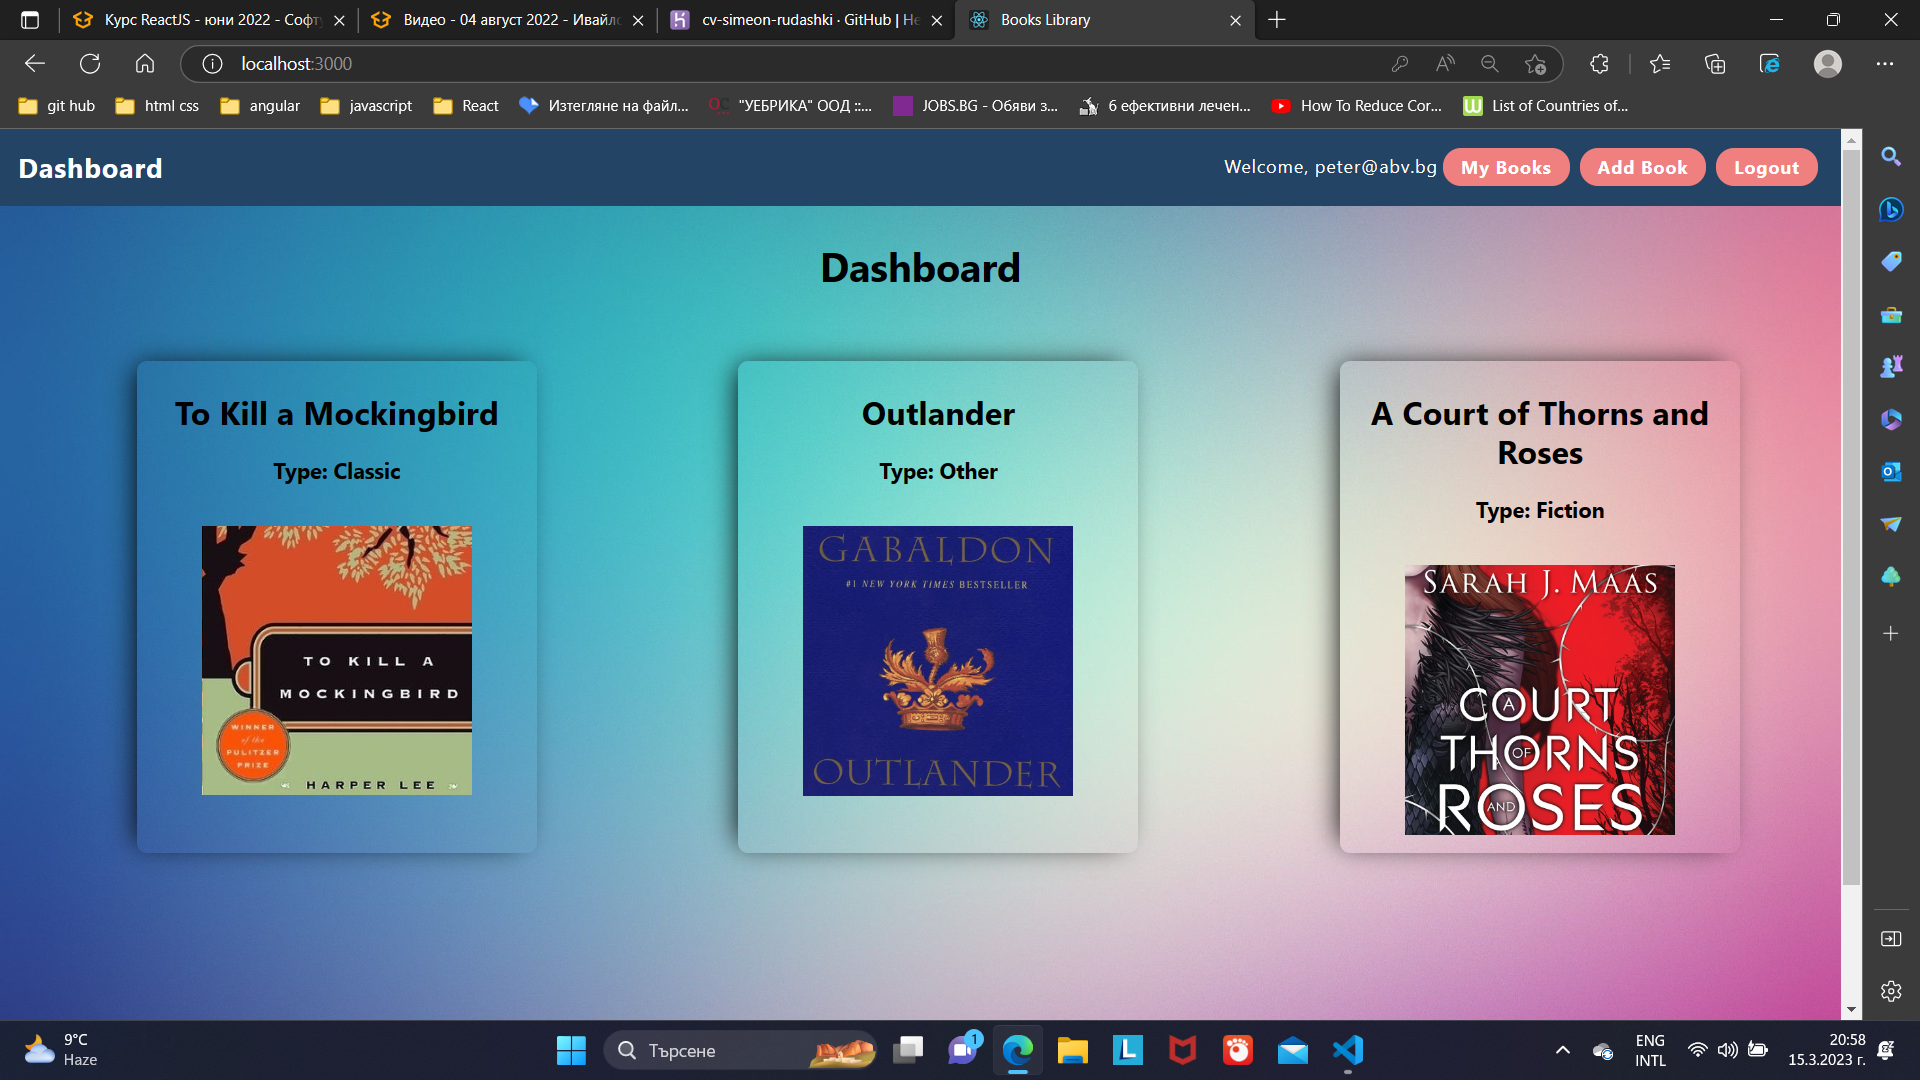 Курс ReactJS - юни 2022 - Софту
Видео - 04 август 2022 - Ивайло
cv-simeon-rudashki · GitHub | He
Books Library
localhost:3000
git hub
html css
angular
javascript
React
Изтегляне на файл...
"УЕБРИКА" ООД ::...
JOBS.BG - Обяви з...
6 ефективни лечен...
How To Reduce Cor...
List of Countries of...
Dashboard
Welcome, peter@abv.bg
My Books
Add Book
Logout
Dashboard
To Kill a Mockingbird
Type: Classic
TO KILL A
MOCKINGBIRD
WINNER
of the
PULITZER
PRIZE
HARPER LEE
Outlander
Type: Other
GABALDON
#1 NEW YORK TIMES BESTSELLER
OUTLANDER
A Court of Thorns and
Roses
Type: Fiction
SARAH J. MAAS
A
COURT
OF
THORNS
AND
ROSES
9°C
Haze
Търсене
1
ENG
INTL
20:58
15.3.2023 г.